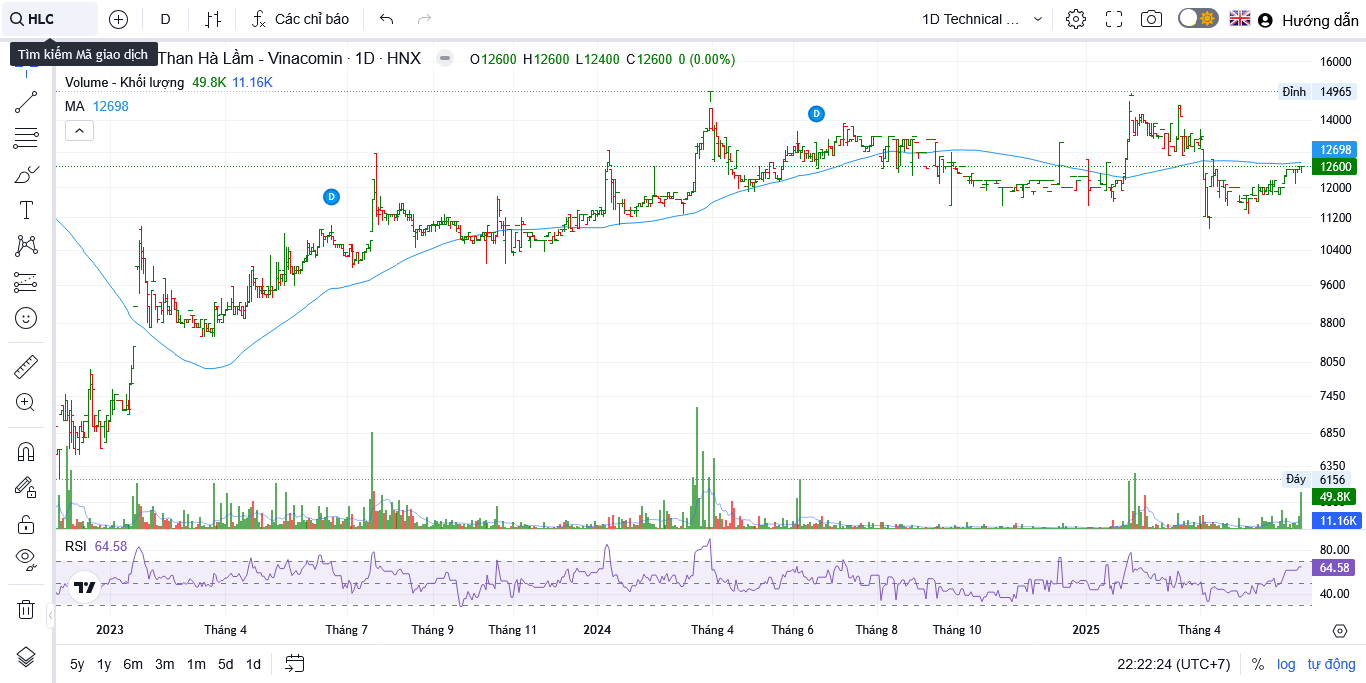 HLC
D
Các chỉ báo
1D Technical ...
Hướng dẫn
Tìm kiếm Mã giao dịch
Than Hà Lầm - Vinacomin · 1D · HNX
O12600 H12600 L12400 C12600 0 (0.00%)
Volume - Khối lượng 49.8K 11.16K
MA 12698
D
D
16000
Đỉnh 14965
14000
12698
12600
12000
11200
10400
9600
8800
8050
7450
6850
6350
Đáy 6156
49.8K
11.16K
RSI 64.58
80.00
64.58
40.00
2023 Tháng 4 Tháng 7 Tháng 9 Tháng 11 2024 Tháng 4 Tháng 6 Tháng 8 Tháng 10 2025 Tháng 4
5y 1y 6m 3m 1m 5d 1d
22:22:24 (UTC+7) % log tự động